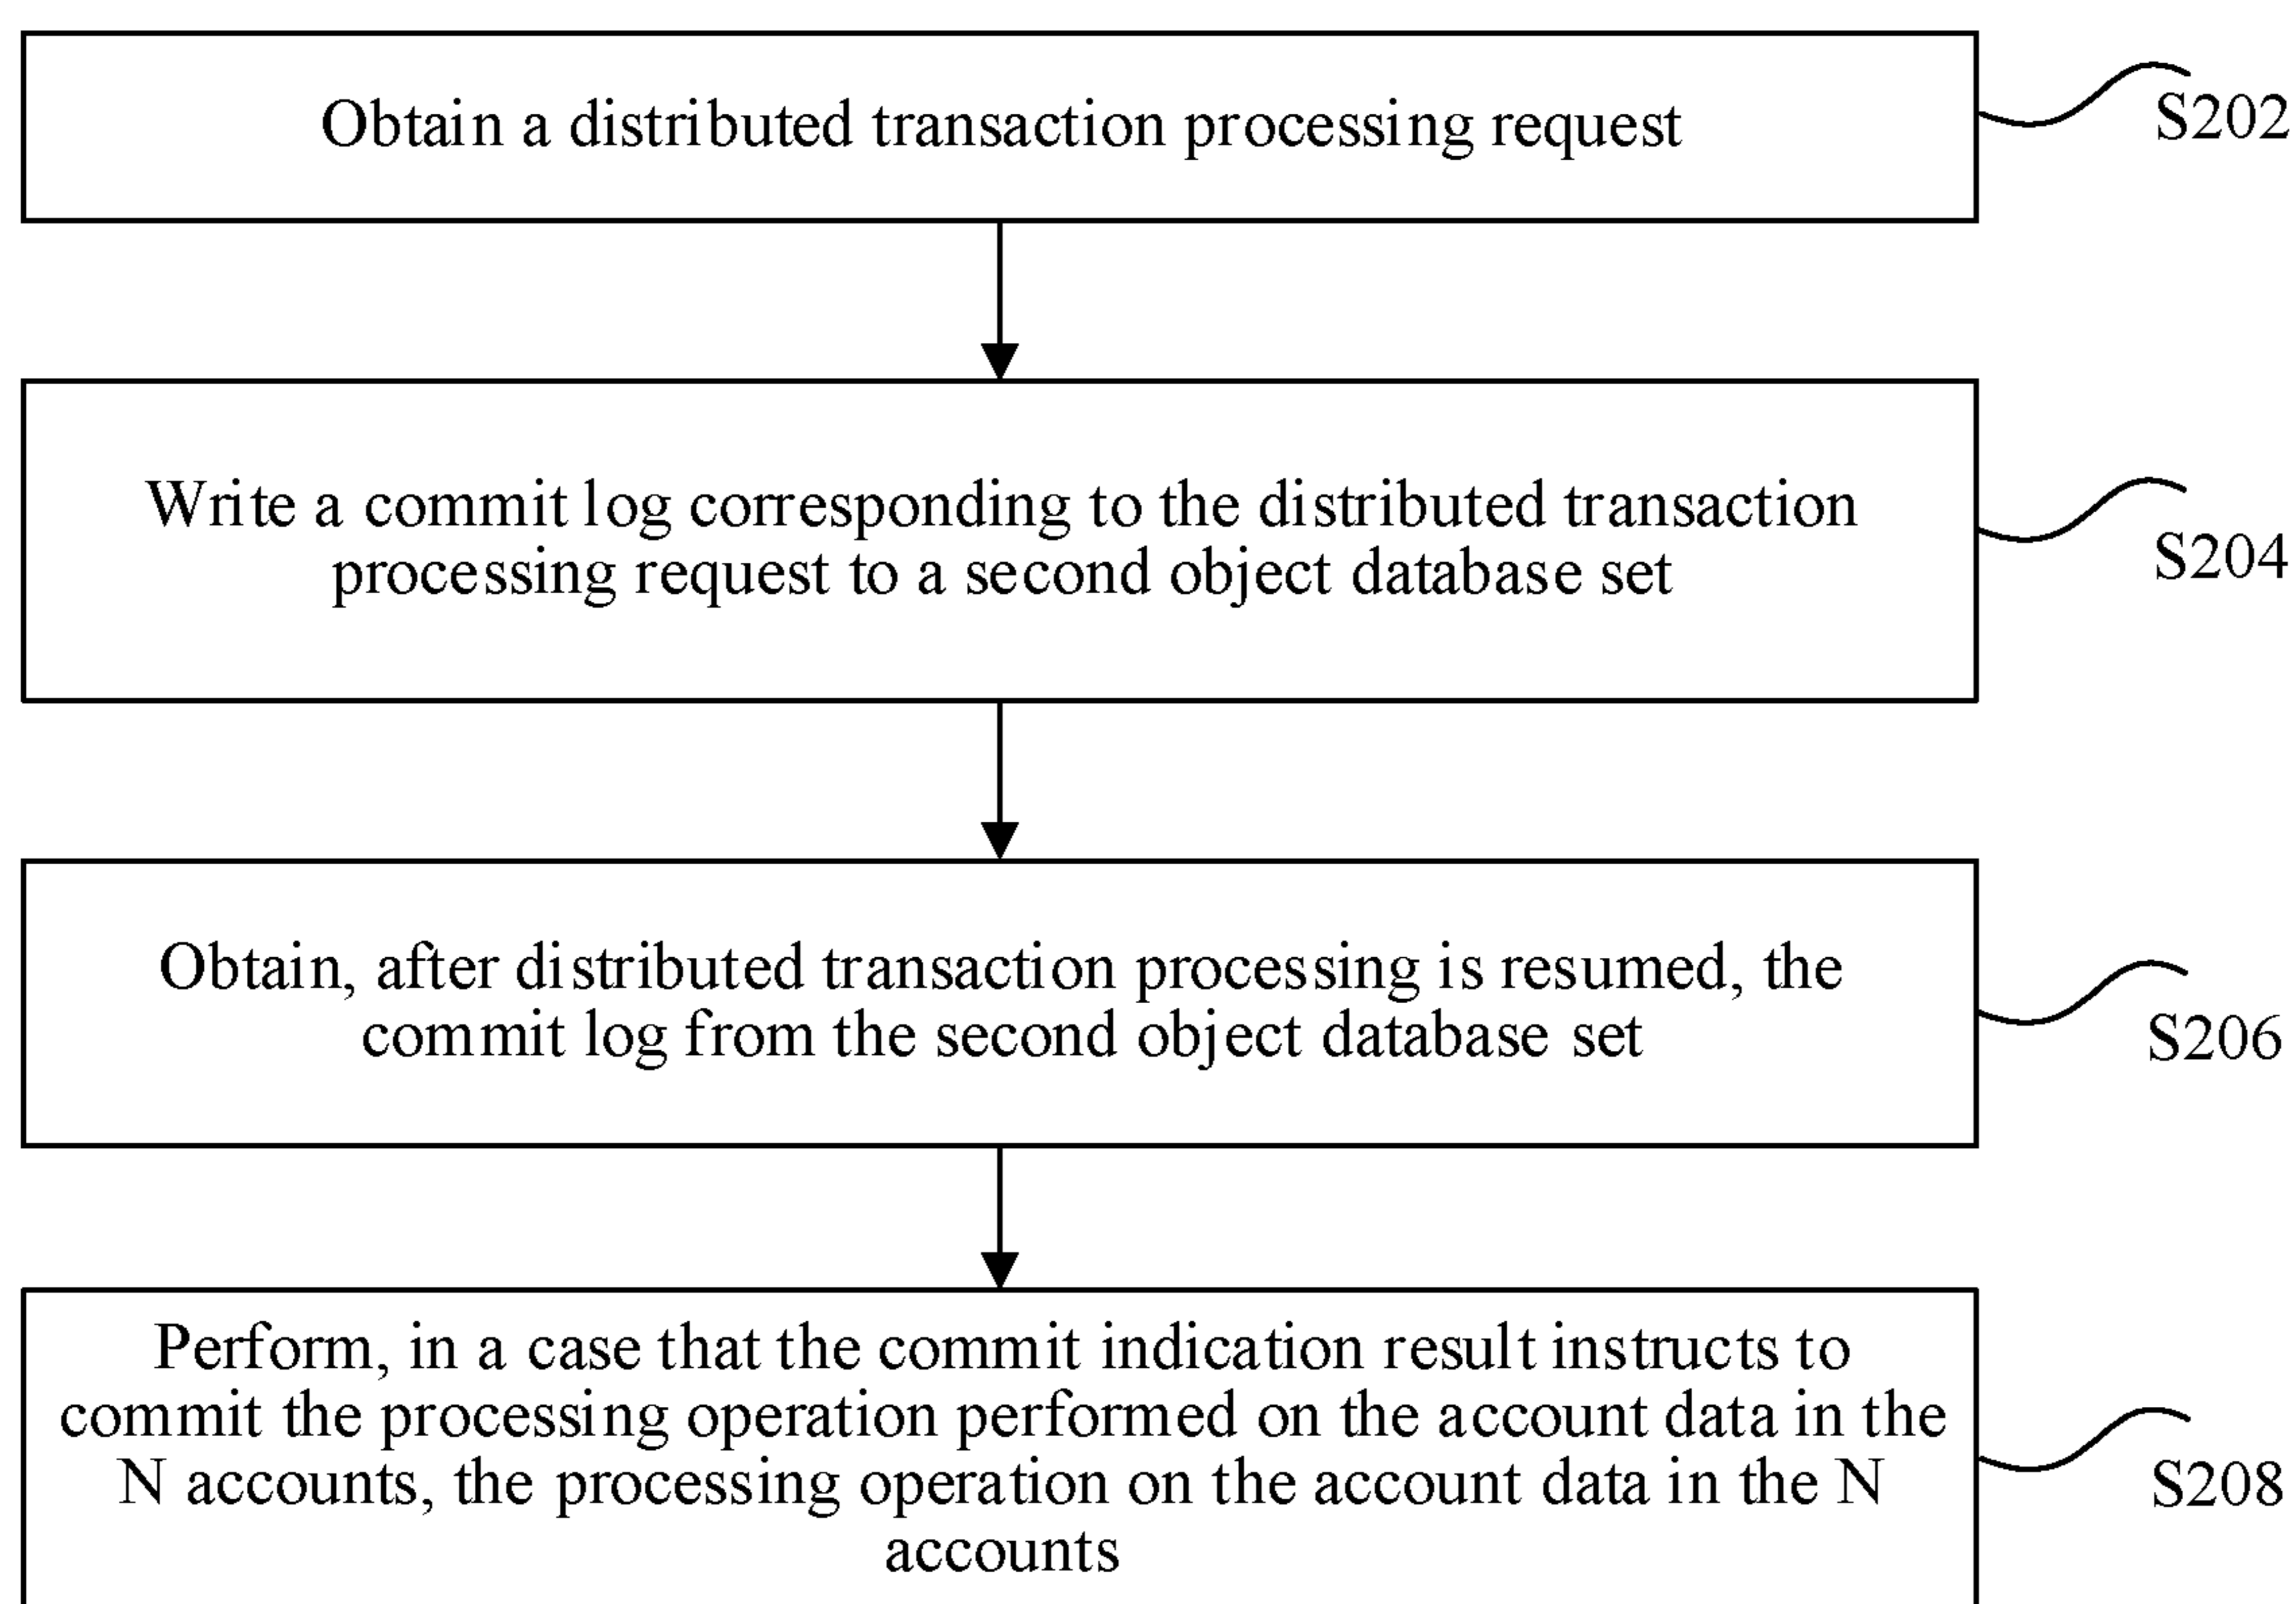 Obtain a distributed transaction processing request
S202
Write a commit log corresponding to the distributed transaction
processing request to a second object database set
S204
Obtain, after distributed transaction processing is resumed, the
commit log from the second object database set
S206
Perform, in a case that the commit indication result instructs to
commit the processing operation performed on the account data in the
N accounts, the processing operation on the account data in the N
accounts
S208